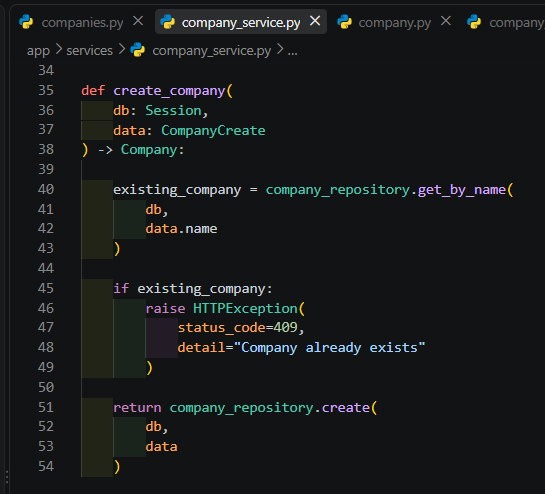 companies.py
company_service.py
company.py
company
app > services > company_service.py > ...
34
35 def create_company(
36     db: Session,
37     data: CompanyCreate
38 ) -> Company:
39
40     existing_company = company_repository.get_by_name(
41         db,
42         data.name
43     )
44
45     if existing_company:
46         raise HTTPException(
47             status_code=409,
48             detail="Company already exists"
49         )
50
51     return company_repository.create(
52         db,
53         data
54     )